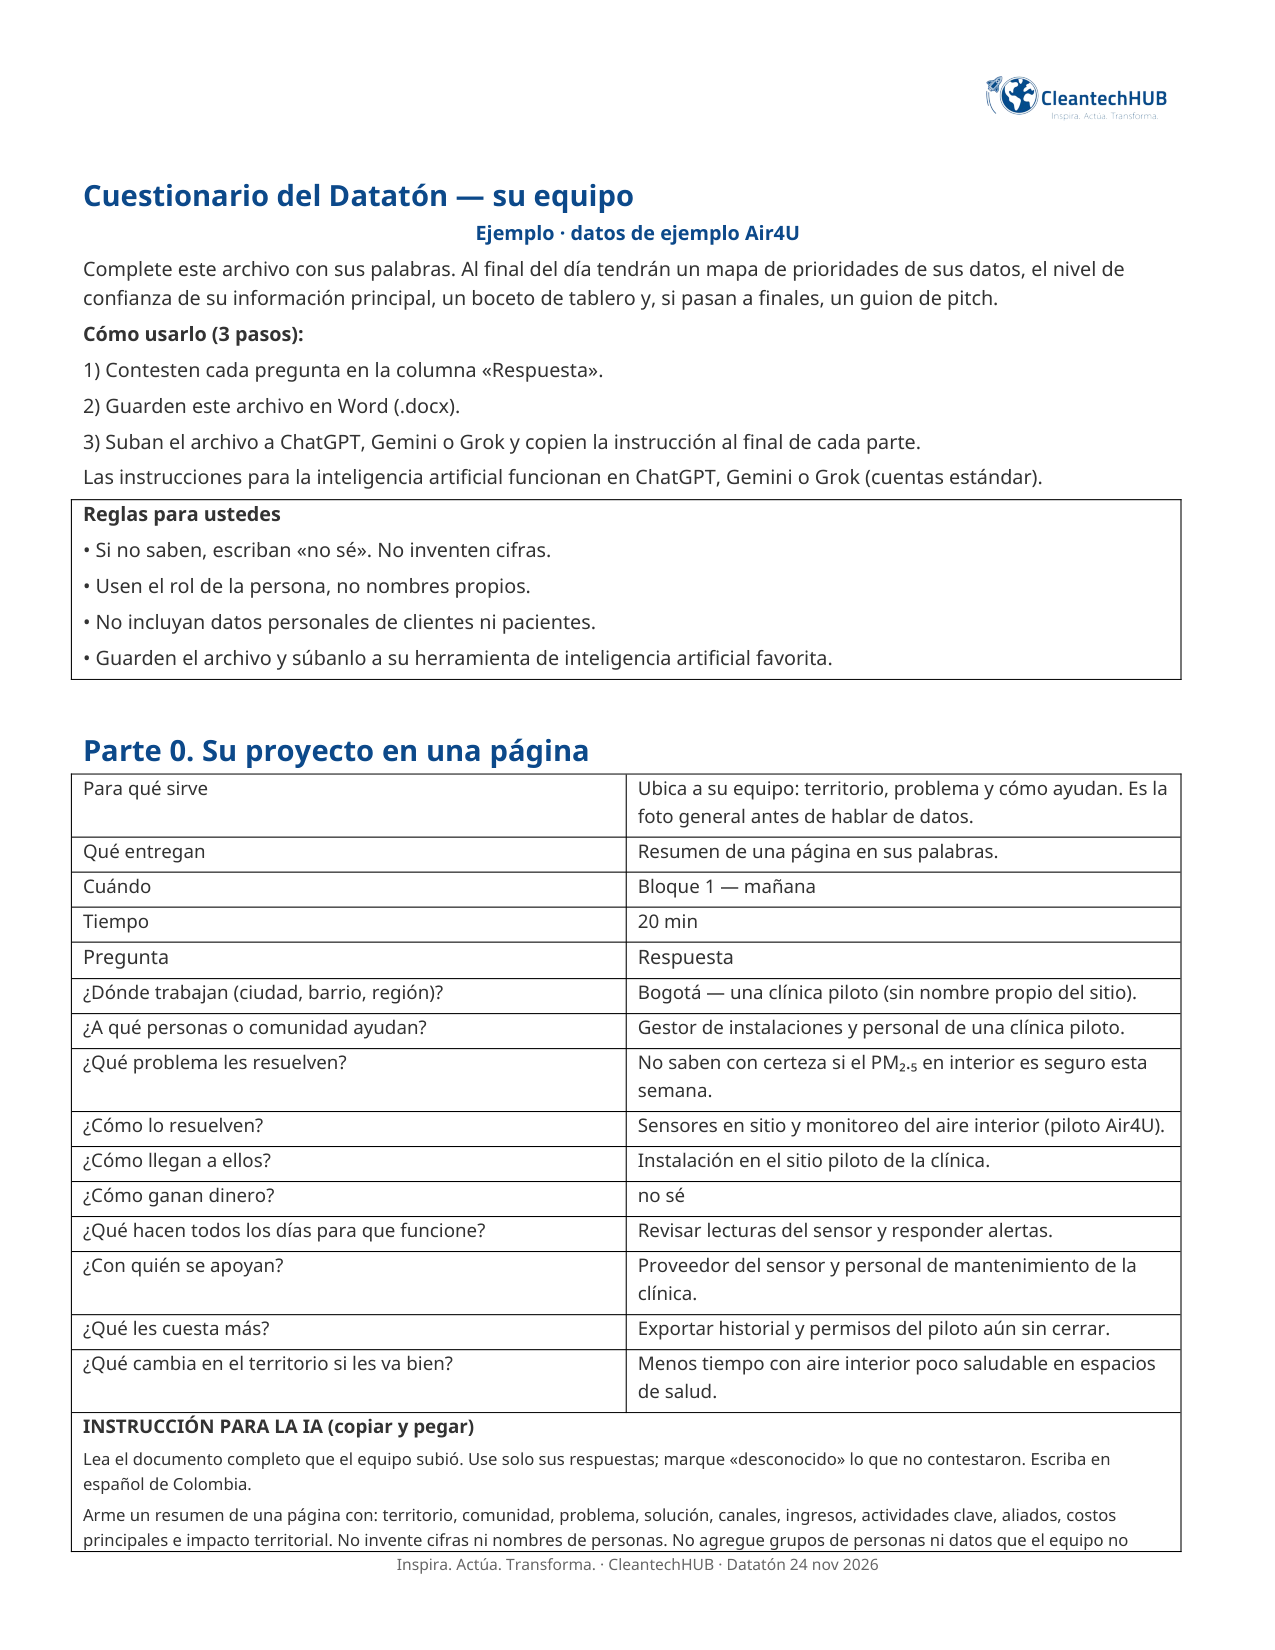 CleantechHUB
Inspira. Actúa. Transforma.
Cuestionario del Datatón — su equipo
Ejemplo · datos de ejemplo Air4U
Complete este archivo con sus palabras. Al final del día tendrán un mapa de prioridades de sus datos, el nivel de
confianza de su información principal, un boceto de tablero y, si pasan a finales, un guion de pitch.
Cómo usarlo (3 pasos):
1) Contesten cada pregunta en la columna «Respuesta».
2) Guarden este archivo en Word (.docx).
3) Suban el archivo a ChatGPT, Gemini o Grok y copien la instrucción al final de cada parte.
Las instrucciones para la inteligencia artificial funcionan en ChatGPT, Gemini o Grok (cuentas estándar).
Reglas para ustedes
• Si no saben, escriban «no sé». No inventen cifras.
• Usen el rol de la persona, no nombres propios.
• No incluyan datos personales de clientes ni pacientes.
• Guarden el archivo y súbanlo a su herramienta de inteligencia artificial favorita.
Parte 0. Su proyecto en una página
Para qué sirve
Ubica a su equipo: territorio, problema y cómo ayudan. Es la
foto general antes de hablar de datos.
Qué entregan
Resumen de una página en sus palabras.
Cuándo
Bloque 1 — mañana
Tiempo
20 min
Pregunta
Respuesta
¿Dónde trabajan (ciudad, barrio, región)?
Bogotá — una clínica piloto (sin nombre propio del sitio).
¿A qué personas o comunidad ayudan?
Gestor de instalaciones y personal de una clínica piloto.
¿Qué problema les resuelven?
No saben con certeza si el PM₂.₅ en interior es seguro esta
semana.
¿Cómo lo resuelven?
Sensores en sitio y monitoreo del aire interior (piloto Air4U).
¿Cómo llegan a ellos?
Instalación en el sitio piloto de la clínica.
¿Cómo ganan dinero?
no sé
¿Qué hacen todos los días para que funcione?
Revisar lecturas del sensor y responder alertas.
¿Con quién se apoyan?
Proveedor del sensor y personal de mantenimiento de la
clínica.
¿Qué les cuesta más?
Exportar historial y permisos del piloto aún sin cerrar.
¿Qué cambia en el territorio si les va bien?
Menos tiempo con aire interior poco saludable en espacios
de salud.
INSTRUCCIÓN PARA LA IA (copiar y pegar)
Lea el documento completo que el equipo subió. Use solo sus respuestas; marque «desconocido» lo que no contestaron. Escriba en
español de Colombia.
Arme un resumen de una página con: territorio, comunidad, problema, solución, canales, ingresos, actividades clave, aliados, costos
principales e impacto territorial. No invente cifras ni nombres de personas. No agregue grupos de personas ni datos que el equipo no
Inspira. Actúa. Transforma. · CleantechHUB · Datatón 24 nov 2026